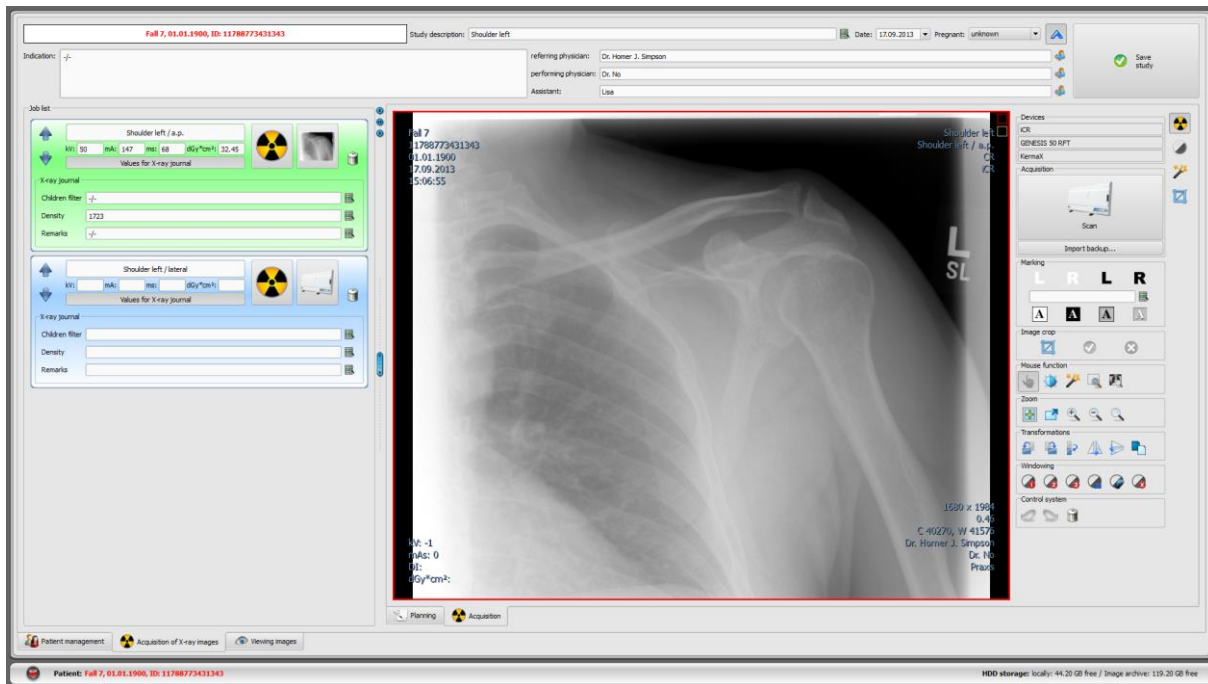 Fall 7, 01.01.1900, ID: 11788773431343
Study description: Shoulder left
Date: 17.09.2013
Pregnant: unknown
Save study
Indication: -/-
referring physician: Dr. Homer J. Simpson
performing physician: Dr. No
Assistant: Lisa
Job list
Shoulder left / a.p.
kV: 50 mA: 147 ms: 68 dGy*cm²: 32.45
Values for X-ray journal
X-ray journal
Children filter -/-
Density 1723
Remarks -/-
Shoulder left / lateral
kV: mA: ms: dGy*cm²:
Values for X-ray journal
X-ray journal
Children filter
Density
Remarks
Fall 7
11788773431343
01.01.1900
17.09.2013
15:06:55
Shoulder left
Shoulder left / a.p.
CR
iCR
L
SL
kV: -1
mAs: 0
DI:
dGy*cm²:
1680 x 1984
0.46
C 40270, W 41576
Dr. Homer J. Simpson
Dr. No
Praxis
Planning
Acquisition
Devices
iCR
GENESIS 50 RFT
KermaX
Acquisition
Scan
Import backup...
Marking
L R L R
A A A A
Image crop
Mouse function
Zoom
Transformations
Windowing
Control system
Patient management
Acquisition of X-ray images
Viewing images
Patient: Fall 7, 01.01.1900, ID: 11788773431343
HDD storage: locally: 44.20 GB free / Image archive: 119.20 GB free